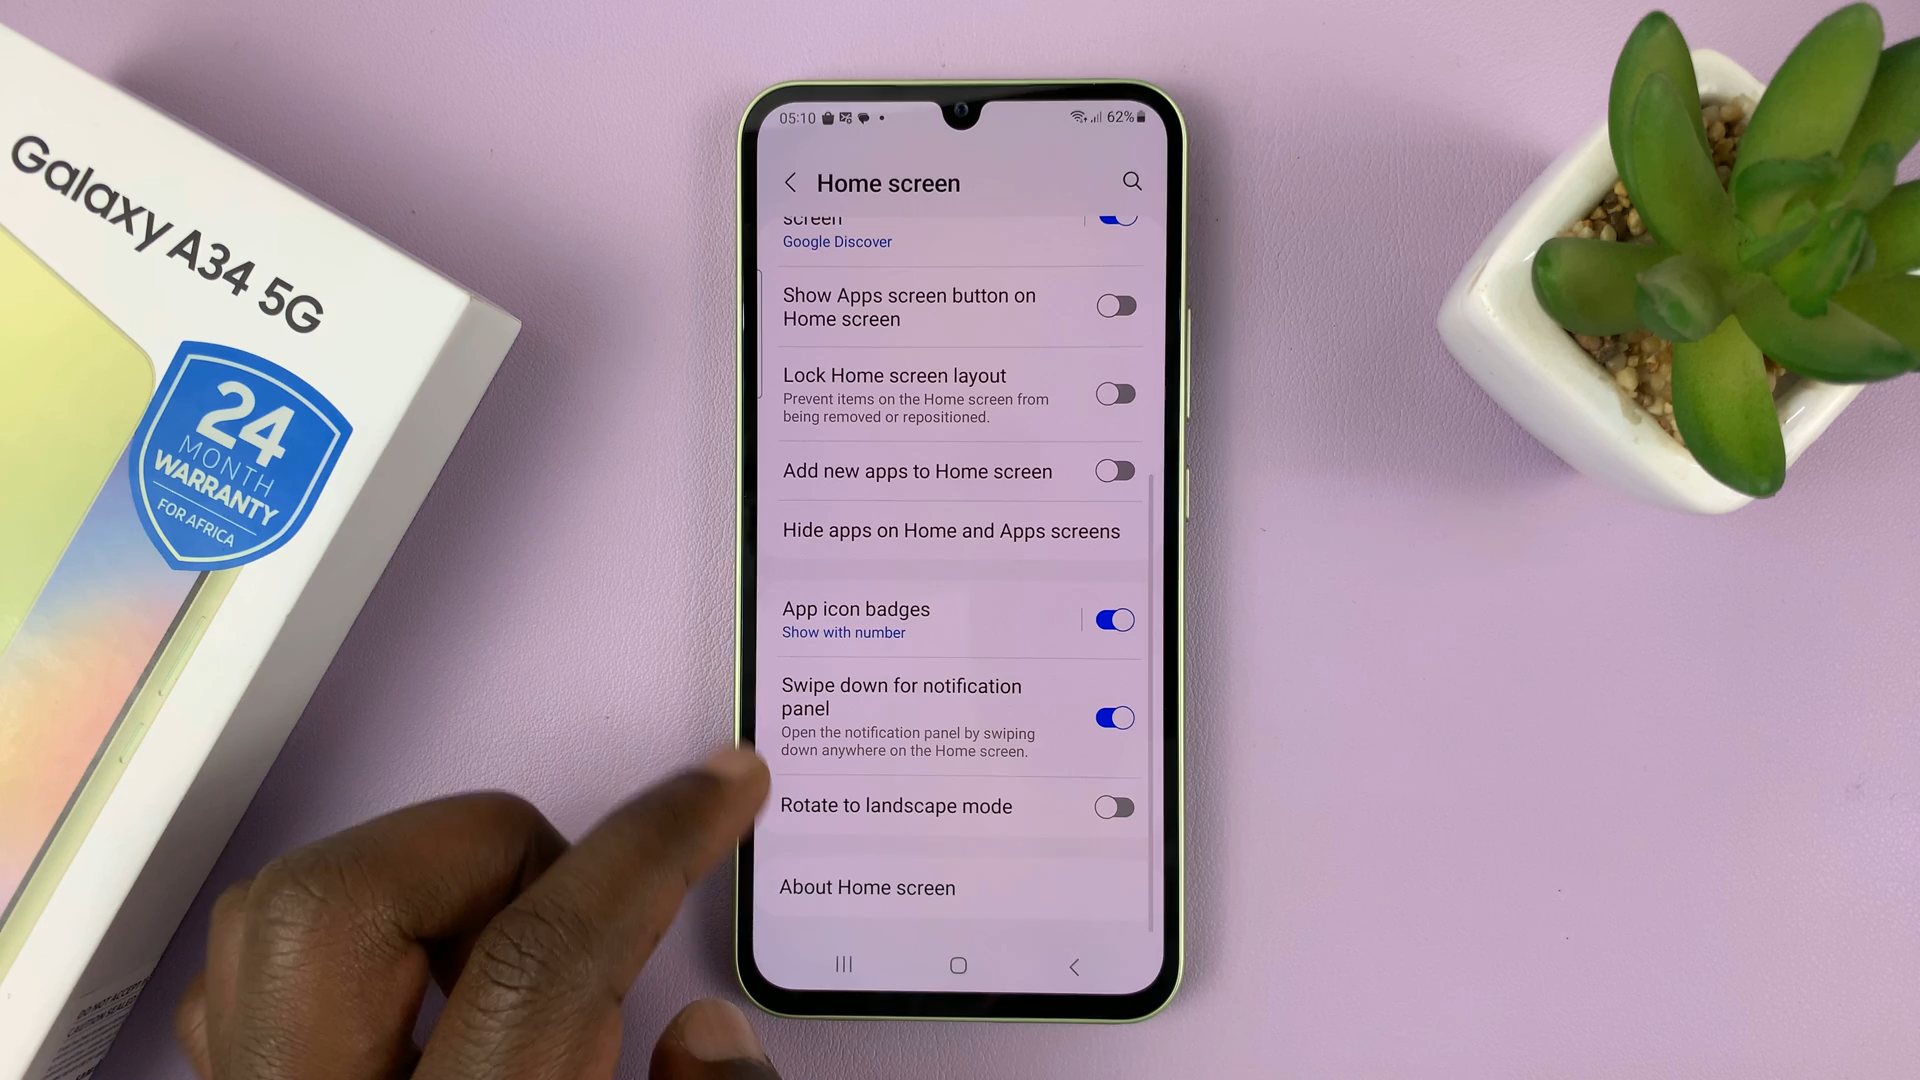 Galaxy A34 5G
24
MONTH
WARRANTY
FOR AFRICA
05:10
62%
Home screen
screen
Google Discover
Show Apps screen button on
Home screen
Lock Home screen layout
Prevent items on the Home screen from
being removed or repositioned.
Add new apps to Home screen
Hide apps on Home and Apps screens
App icon badges
Show with number
Swipe down for notification
panel
Open the notification panel by swiping
down anywhere on the Home screen.
Rotate to landscape mode
About Home screen